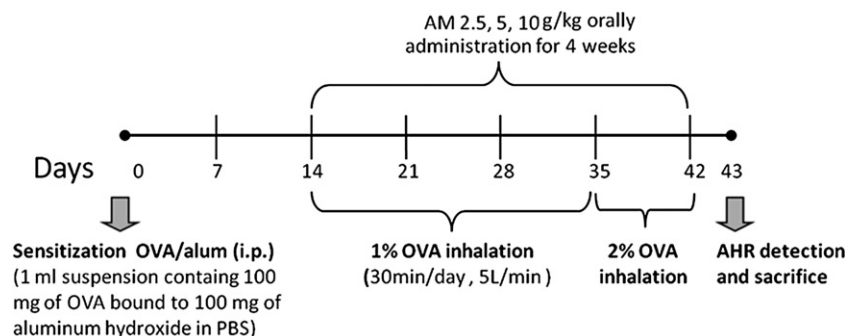 AM 2.5, 5, 10g/kg orally
administration for 4 weeks
Days 0 7 14 21 28 35 42 43
Sensitization OVA/alum (i.p.)
(1 ml suspension containg 100
mg of OVA bound to 100 mg of
aluminum hydroxide in PBS)
1% OVA inhalation
(30min/day , 5L/min )
2% OVA
inhalation
AHR detection
and sacrifice